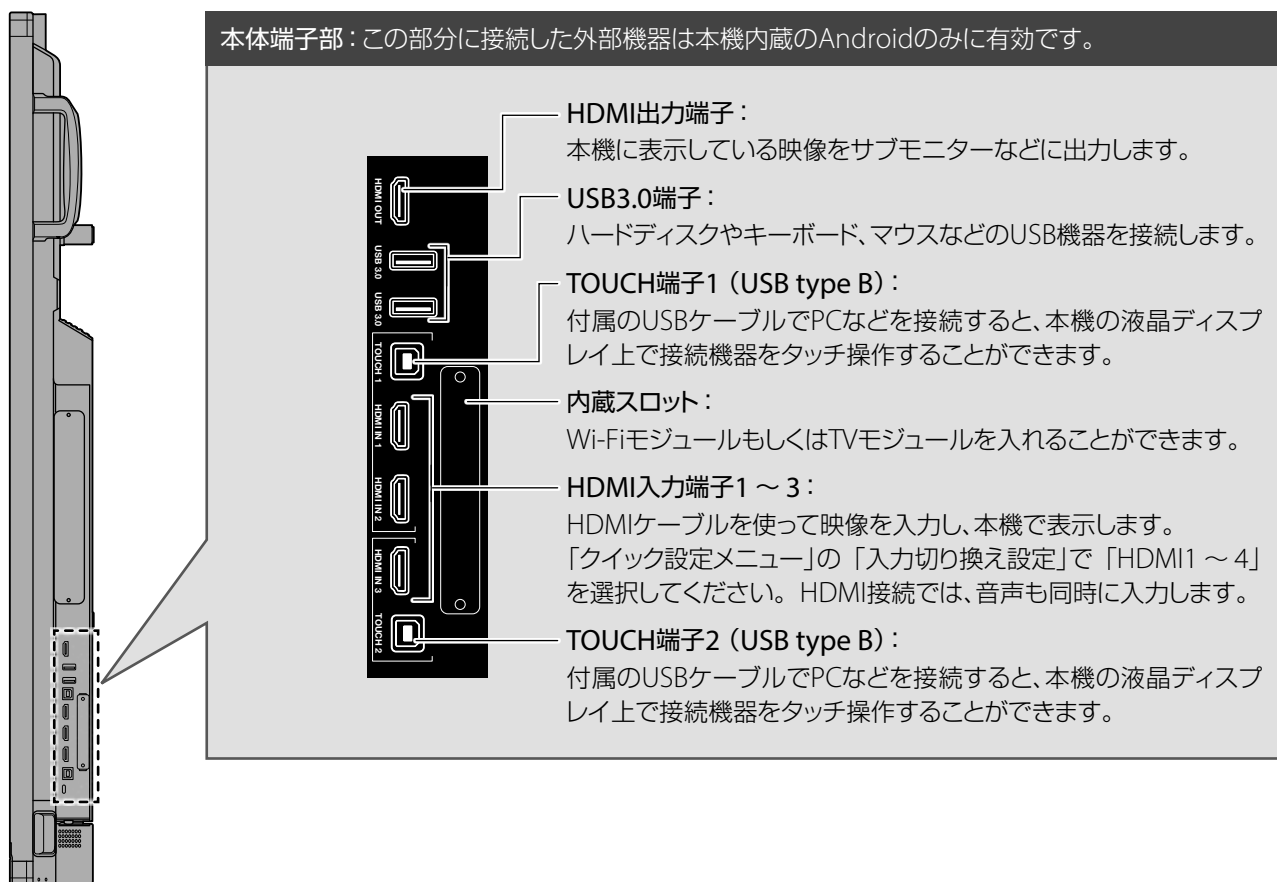 本体端子部：この部分に接続した外部機器は本機内蔵のAndroidのみに有効です。
HDMI出力端子：
本機に表示している映像をサブモニターなどに出力します。
USB3.0端子：
ハードディスクやキーボード、マウスなどのUSB機器を接続します。
TOUCH端子1（USB type B）：
付属のUSBケーブルでPCなどを接続すると、本機の液晶ディスプ
レイ上で接続機器をタッチ操作することができます。
内蔵スロット：
Wi-FiモジュールもしくはTVモジュールを入れることができます。
HDMI入力端子1 ～ 3：
HDMIケーブルを使って映像を入力し、本機で表示します。
「クイック設定メニュー」の「入力切り換え設定」で「HDMI1 ～ 4」
を選択してください。HDMI接続では、音声も同時に入力します。
TOUCH端子2（USB type B）：
付属のUSBケーブルでPCなどを接続すると、本機の液晶ディスプ
レイ上で接続機器をタッチ操作することができます。
HDMI OUT
USB 3.0
USB 3.0
TOUCH 1
HDMI IN 1
HDMI IN 2
HDMI IN 3
TOUCH 2